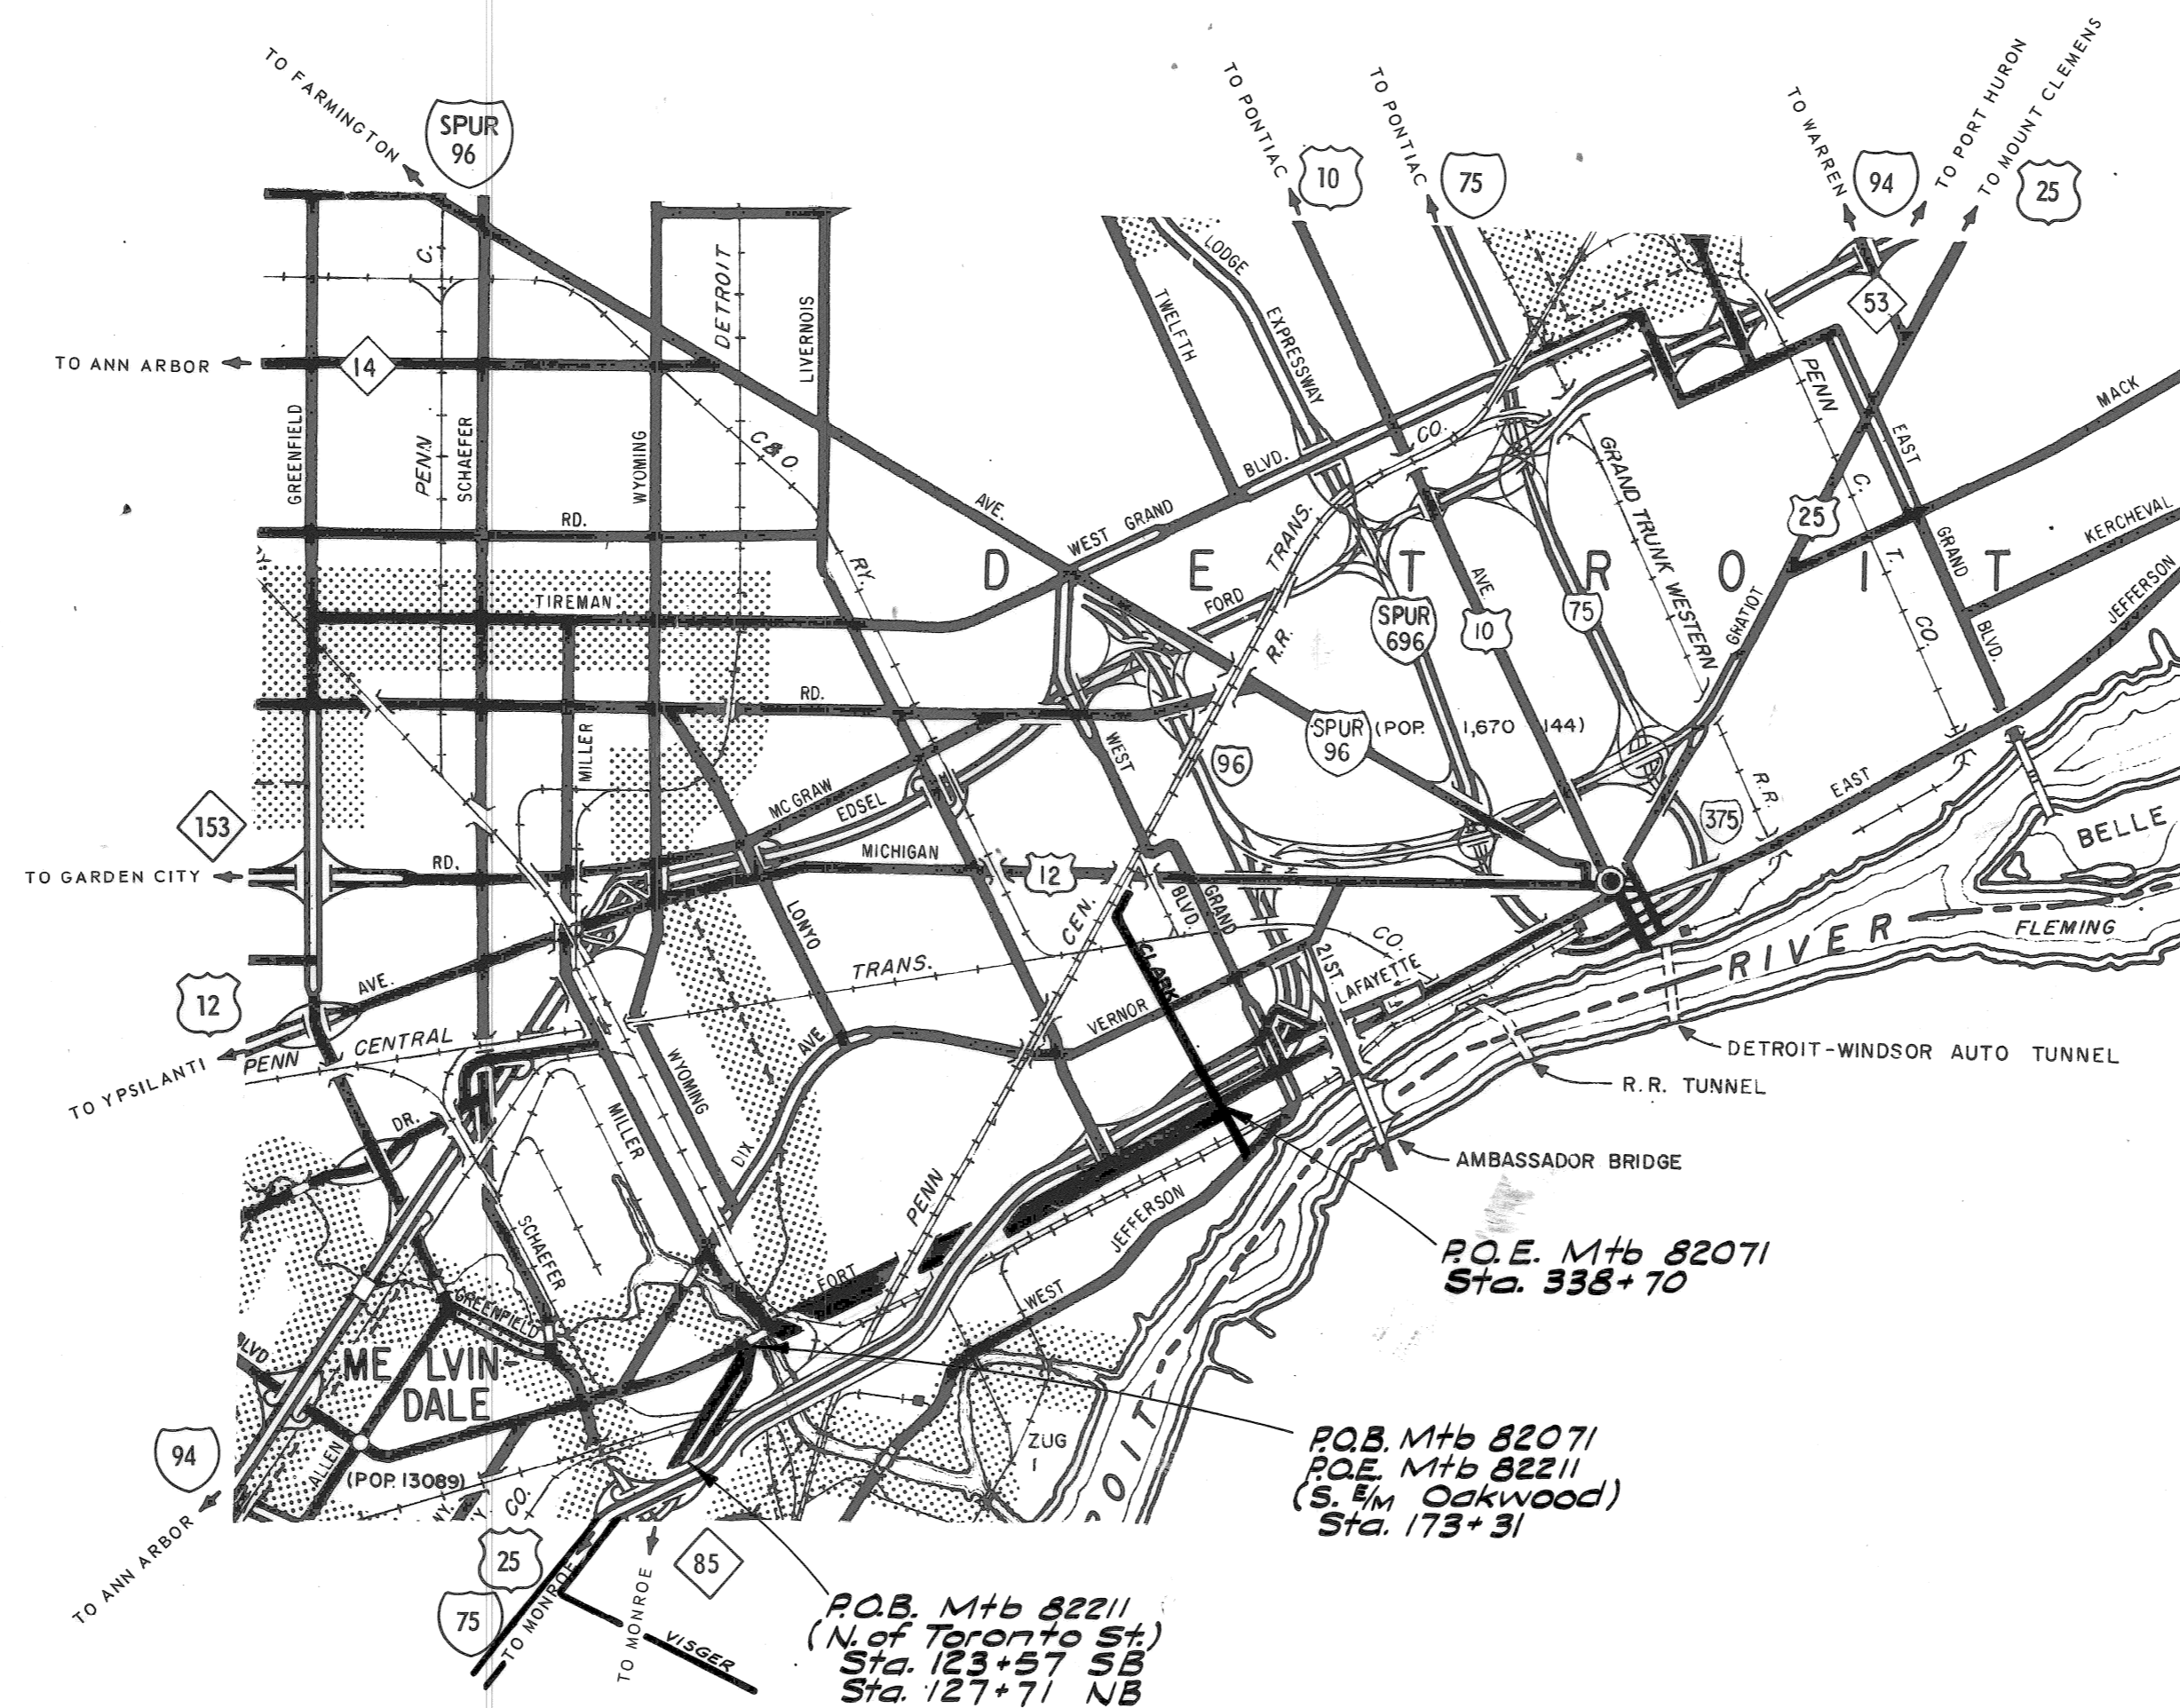 TO FARMINGTON
SPUR
96
TO PONTIAC
10
TO PONTIAC
75
TO WARREN
94
TO PORT HURON
TO MOUNT CLEMENS
25
C.
DETROIT
LIVERNOIS
LODGE
EXPRESSWAY
TWELFTH
53
TO ANN ARBOR
14
PENN
MACK
GREENFIELD
PENN
SCHAEFER
WYOMING
C&O.
BLVD.
CO.
EAST
GRAND TRUNK WESTERN
C.
RD.
AVE.
WEST GRAND
TRANS.
25
GRAND
KERCHEVAL
D E T R O I T
RY.
AVE.
T.
TIREMAN
FORD
SPUR
696
10
75
GRATIOT
CO.
BLVD.
JEFFERSON
R.R.
RD.
MILLER
WEST
SPUR
96
(POP. 1,670 144)
96
MC GRAW
EDSEL
R.R.
EAST
153
375
BELLE
TO GARDEN CITY
RD.
MICHIGAN
12
LONYO
BLVD.
GRAND
CEN.
CLARK
21ST
CO.
LAFAYETTE
RIVER
FLEMING
TRANS.
AVE.
12
VERNOR
CENTRAL
PENN
AVE
TO YPSILANTI
WYOMING
DETROIT-WINDSOR AUTO TUNNEL
R.R. TUNNEL
DR.
MILLER
DIX
AMBASSADOR BRIDGE
PENN
JEFFERSON
SCHAEFER
P.O.E. Mtb 82071
Sta. 338+70
FORT
WEST
GREENFIELD
LVD
ME LVIN-
DALE
ZUG
I
OIT
P.O.B. Mtb 82071
P.O.E. Mtb 82211
(S. E/M Oakwood)
Sta. 173+31
94
ALLEN
(POP. 13089)
CO.
TO ANN ARBOR
25
85
75
TO MONROE
TO MONROE
VISGER
P.O.B. Mtb 82211
(N. of Toronto St.)
Sta. 123+57 SB
Sta. 127+71 NB